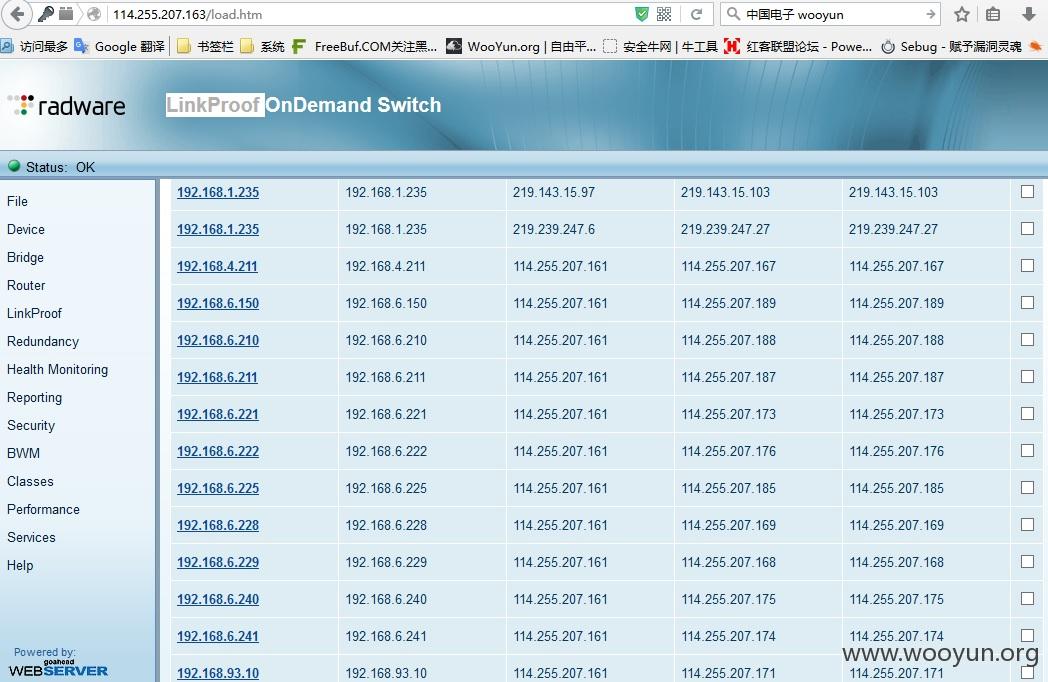 114.255.207.163/load.htm 中国电子 wooyun
访问最多 Google 翻译 书签栏 系统 FreeBuf.COM关注黑... WooYun.org | 自由平... 安全牛网 | 牛工具 红客联盟论坛 - Powe... Sebug - 赋予漏洞灵魂
radware LinkProof OnDemand Switch
Status: OK
192.168.1.235 192.168.1.235 219.143.15.97 219.143.15.103 219.143.15.103
File
192.168.1.235 192.168.1.235 219.239.247.6 219.239.247.27 219.239.247.27
Device
Bridge
192.168.4.211 192.168.4.211 114.255.207.161 114.255.207.167 114.255.207.167
Router
192.168.6.150 192.168.6.150 114.255.207.161 114.255.207.189 114.255.207.189
LinkProof
192.168.6.210 192.168.6.210 114.255.207.161 114.255.207.188 114.255.207.188
Redundancy
Health Monitoring
192.168.6.211 192.168.6.211 114.255.207.161 114.255.207.187 114.255.207.187
Reporting
192.168.6.221 192.168.6.221 114.255.207.161 114.255.207.173 114.255.207.173
Security
192.168.6.222 192.168.6.222 114.255.207.161 114.255.207.176 114.255.207.176
BWM
Classes
192.168.6.225 192.168.6.225 114.255.207.161 114.255.207.185 114.255.207.185
Performance
192.168.6.228 192.168.6.228 114.255.207.161 114.255.207.169 114.255.207.169
Services
192.168.6.229 192.168.6.229 114.255.207.161 114.255.207.168 114.255.207.168
Help
192.168.6.240 192.168.6.240 114.255.207.161 114.255.207.175 114.255.207.175
192.168.6.241 192.168.6.241 114.255.207.161 114.255.207.174 114.255.207.174
Powered by:
goahead
WEBSERVER
www.wooyun.org
192.168.93.10 192.168.93.10 114.255.207.161 114.255.207.171 114.255.207.171